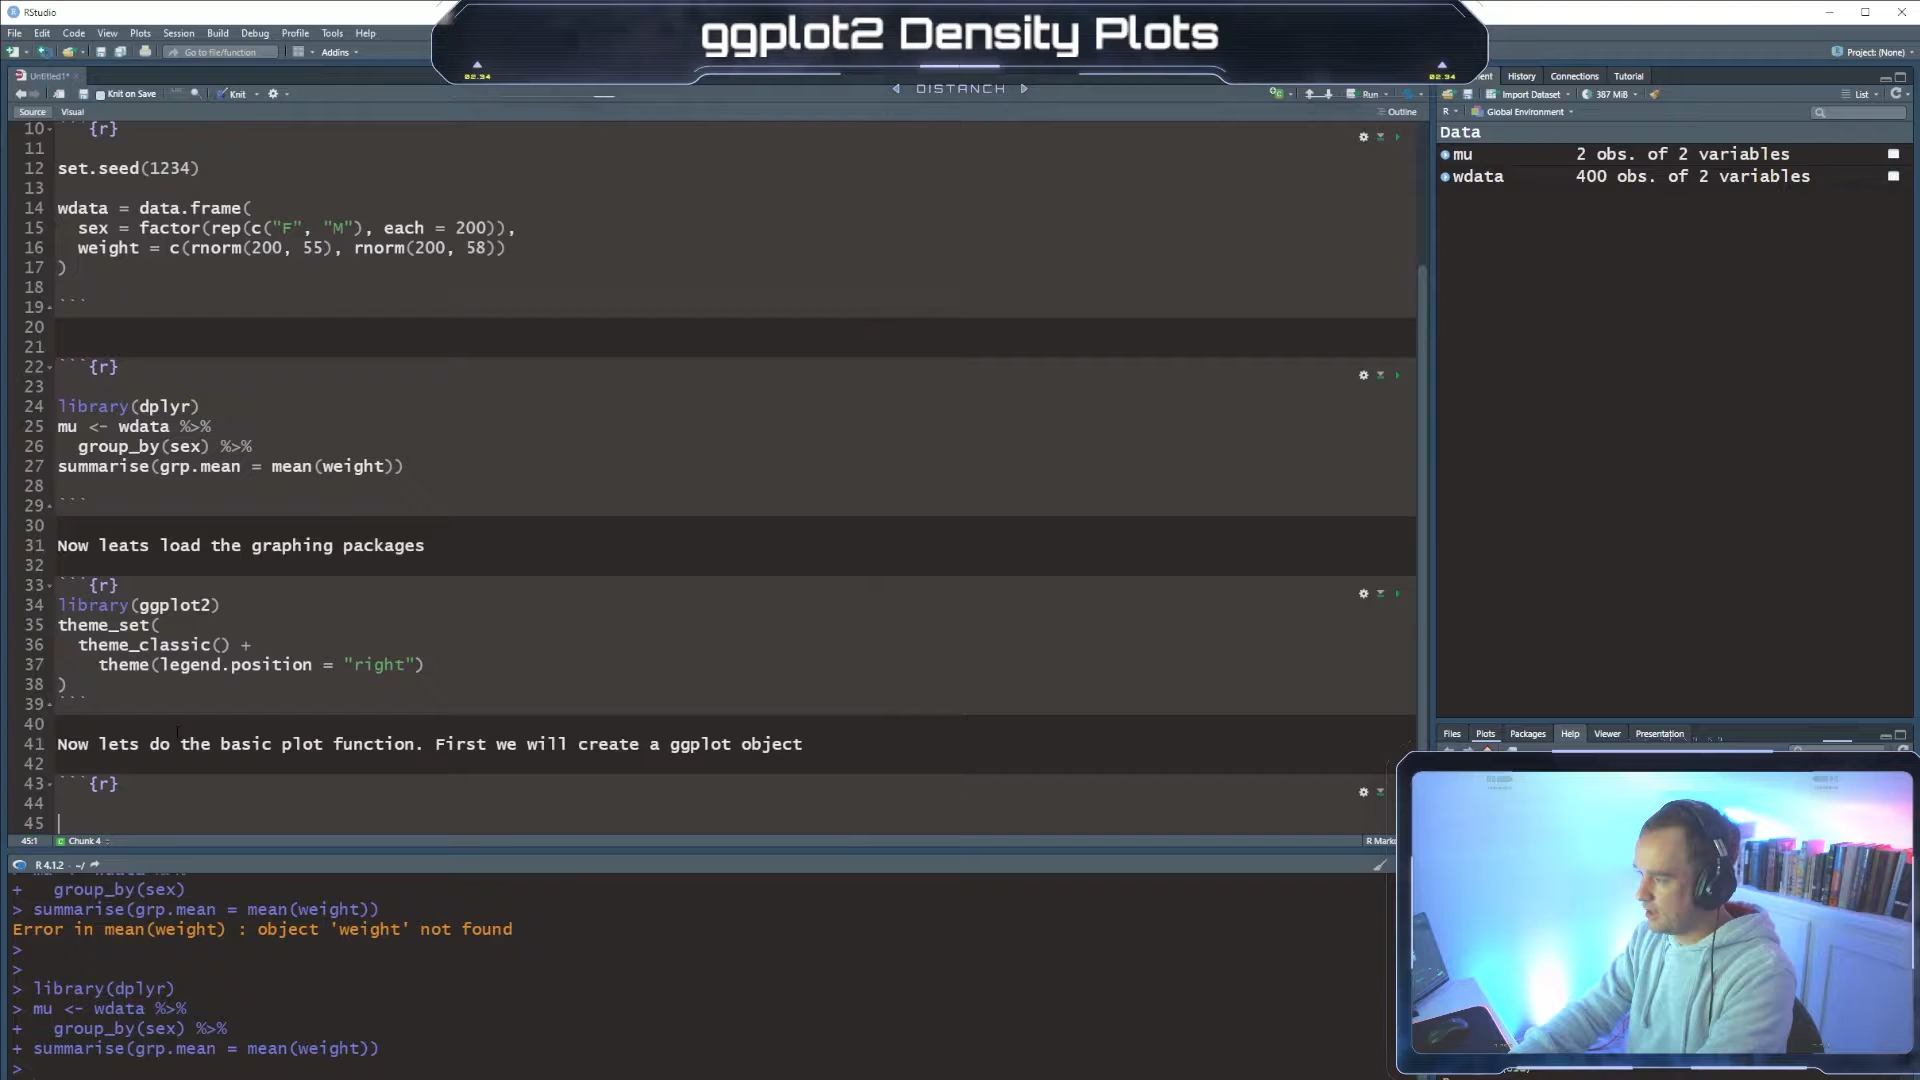 RStudio
ggplot2 Density Plots
File Edit Code View Plots Session Build Debug Profile Tools Help
Go to file/function
Addins
Project: (None)
02.34
02.34
DISTANCH
Untitled1*
History Connections Tutorial
Knit on Save
Knit
Run
Import Dataset
387 MiB
List
Source Visual
Outline
R
Global Environment
Data
mu 2 obs. of 2 variables
wdata 400 obs. of 2 variables
10 ```{r}
11
12 set.seed(1234)
13
14 wdata = data.frame(
15 sex = factor(rep(c("F", "M"), each = 200)),
16 weight = c(rnorm(200, 55), rnorm(200, 58))
17 )
18
19 ```
20
21
22 ```{r}
23
24 library(dplyr)
25 mu <- wdata %>%
26 group_by(sex) %>%
27 summarise(grp.mean = mean(weight))
28
29 ```
30
31 Now leats load the graphing packages
32
33 ```{r}
34 library(ggplot2)
35 theme_set(
36 theme_classic() +
37 theme(legend.position = "right")
38 )
39 ```
40
41 Now lets do the basic plot function. First we will create a ggplot object
42
43 ```{r}
44
45
Files Plots Packages Help Viewer Presentation
45:1 Chunk 4
R Mark
R 4.1.2 · ~/
+ group_by(sex)
> summarise(grp.mean = mean(weight))
Error in mean(weight) : object 'weight' not found
>
>
> library(dplyr)
> mu <- wdata %>%
+ group_by(sex) %>%
+ summarise(grp.mean = mean(weight))
>